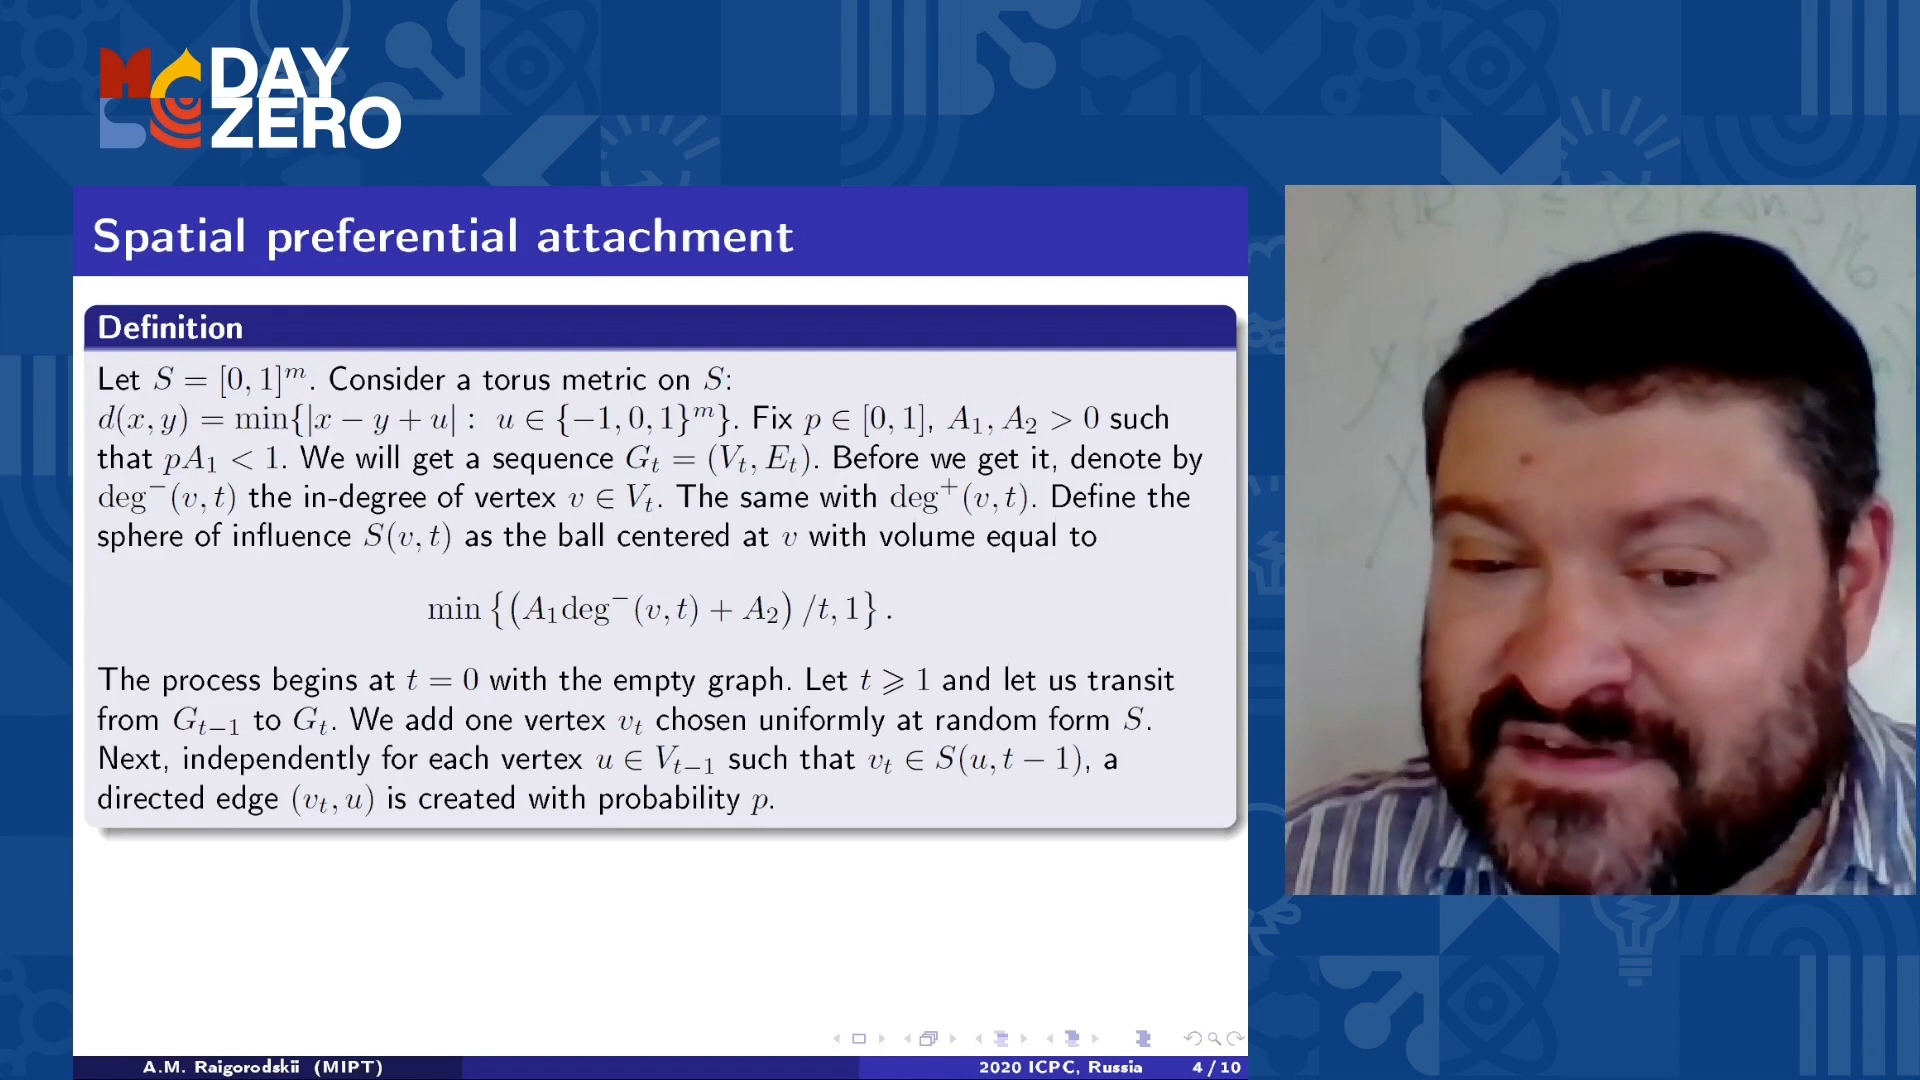 MC
DAY
ZERO
Spatial preferential attachment
Definition
Let S = [0, 1]^m. Consider a torus metric on S:
d(x, y) = min{|x − y + u| : u ∈ {−1, 0, 1}^m}. Fix p ∈ [0, 1], A₁, A₂ > 0 such
that pA₁ < 1. We will get a sequence G_t = (V_t, E_t). Before we get it, denote by
deg⁻(v, t) the in-degree of vertex v ∈ V_t. The same with deg⁺(v, t). Define the
sphere of influence S(v, t) as the ball centered at v with volume equal to
min {(A₁deg⁻(v, t) + A₂) /t, 1} .
The process begins at t = 0 with the empty graph. Let t ⩾ 1 and let us transit
from G_{t−1} to G_t. We add one vertex v_t chosen uniformly at random form S.
Next, independently for each vertex u ∈ V_{t−1} such that v_t ∈ S(u, t − 1), a
directed edge (v_t, u) is created with probability p.
A.M. Raigorodskii (MIPT)
2020 ICPC, Russia
4 / 10